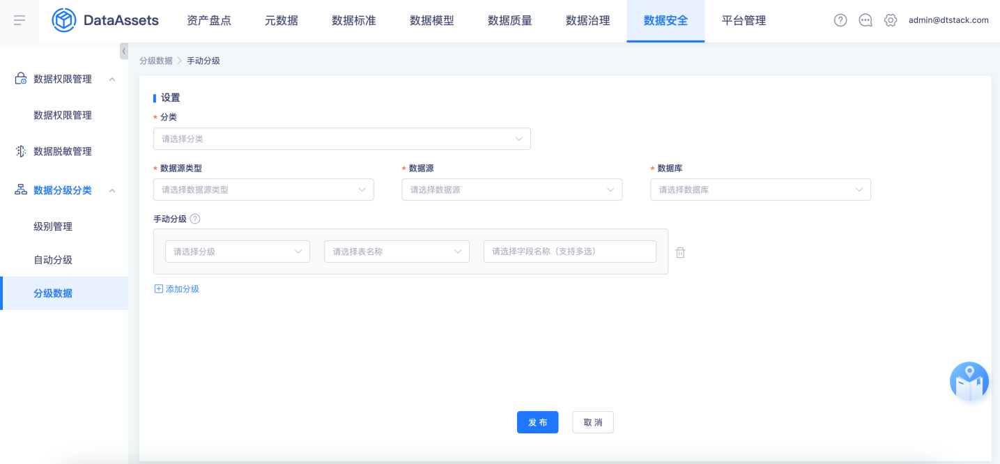 DataAssets 资产盘点 元数据 数据标准 数据模型 数据质量 数据治理 数据安全 平台管理 admin@dtstack.com
数据权限管理
数据权限管理
数据脱敏管理
数据分级分类
级别管理
自动分级
分级数据
分级数据 > 手动分级
设置
* 分类
请选择分类
* 数据源类型 * 数据源 * 数据库
请选择数据源类型 请选择数据源 请选择数据库
手动分级 ?
请选择分级 请选择表名称 请选择字段名称（支持多选）
添加分级
发 布 取 消